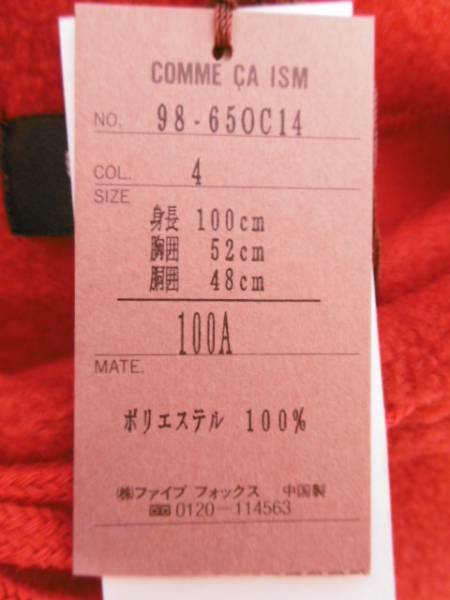 COMME ÇA ISM
NO. 98-650C14
COL. 4
SIZE
身長 100cm
胸囲 52cm
胴囲 48cm
100A
MATE.
ポリエステル 100%
㈱ファイブ フォックス 中国製
0120-114563